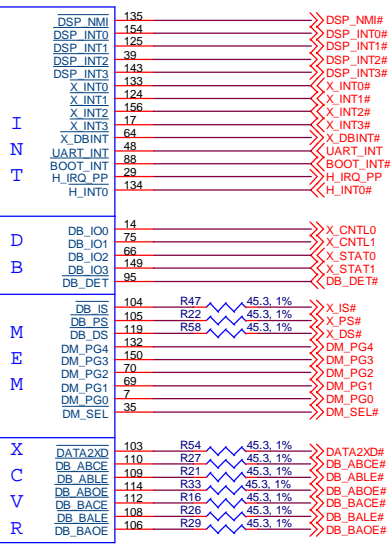 DSP_NMI 135 DSP_NMI#
DSP_INT0 154 DSP_INT0#
DSP_INT1 125 DSP_INT1#
DSP_INT2 39 DSP_INT2#
DSP_INT3 143 DSP_INT3#
X_INT0 133 X_INT0#
X_INT1 124 X_INT1#
X_INT2 156 X_INT2#
X_INT3 17 X_INT3#
X_DBINT 64 X_DBINT#
UART_INT 48 UART_INT
BOOT_INT 88 BOOT_INT#
H_IRQ_PP 29 H_IRQ_PP
H_INT0 134 H_INT0#
I
N
T
DB_IO0 14 X_CNTL0
DB_IO1 75 X_CNTL1
DB_IO2 66 X_STAT0
DB_IO3 149 X_STAT1
DB_DET 95 DB_DET#
D
B
DB_IS 104 R47 45.3, 1% X_IS#
DB_PS 105 R22 45.3, 1% X_PS#
DB_DS 119 R58 45.3, 1% X_DS#
DM_PG4 132 DM_PG4
DM_PG3 150 DM_PG3
DM_PG2 70 DM_PG2
DM_PG1 69 DM_PG1
DM_PG0 7 DM_PG0
DM_SEL 35 DM_SEL#
M
E
M
DATA2XD 103 R54 45.3, 1% DATA2XD#
DB_ABCE 110 R27 45.3, 1% DB_ABCE#
DB_ABLE 109 R21 45.3, 1% DB_ABLE#
DB_ABOE 114 R33 45.3, 1% DB_ABOE#
DB_BACE 112 R16 45.3, 1% DB_BACE#
DB_BALE 108 R26 45.3, 1% DB_BALE#
DB_BAOE 106 R29 45.3, 1% DB_BAOE#
X
C
V
R